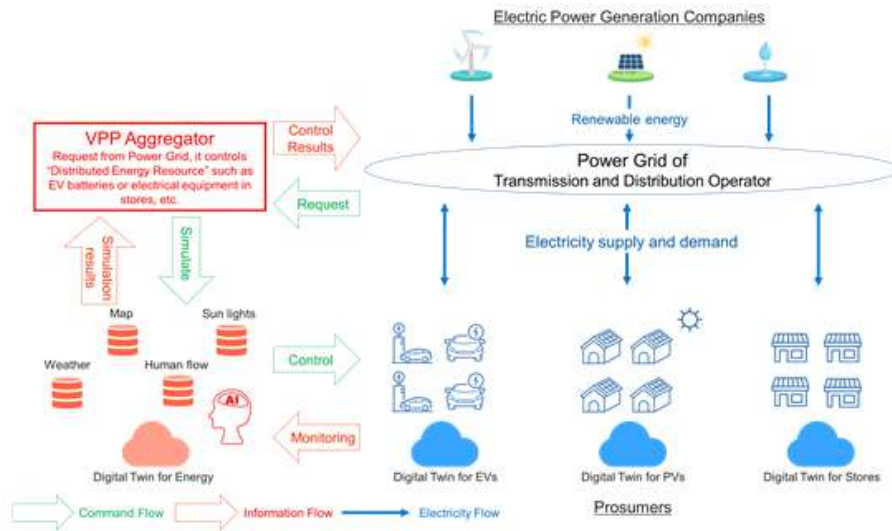 Electric Power Generation Companies
Renewable energy
VPP Aggregator
Request from Power Grid, it controls
"Distributed Energy Resource" such as
EV batteries or electrical equipment in
stores, etc.
Control
Results
Request
Power Grid of
Transmission and Distribution Operator
Simulation
results
Simulate
Electricity supply and demand
Map
Sun lights
Weather
Human flow
AI
Control
Monitoring
Digital Twin for Energy
Digital Twin for EVs
Digital Twin for PVs
Digital Twin for Stores
Command Flow
Information Flow
Electricity Flow
Prosumers